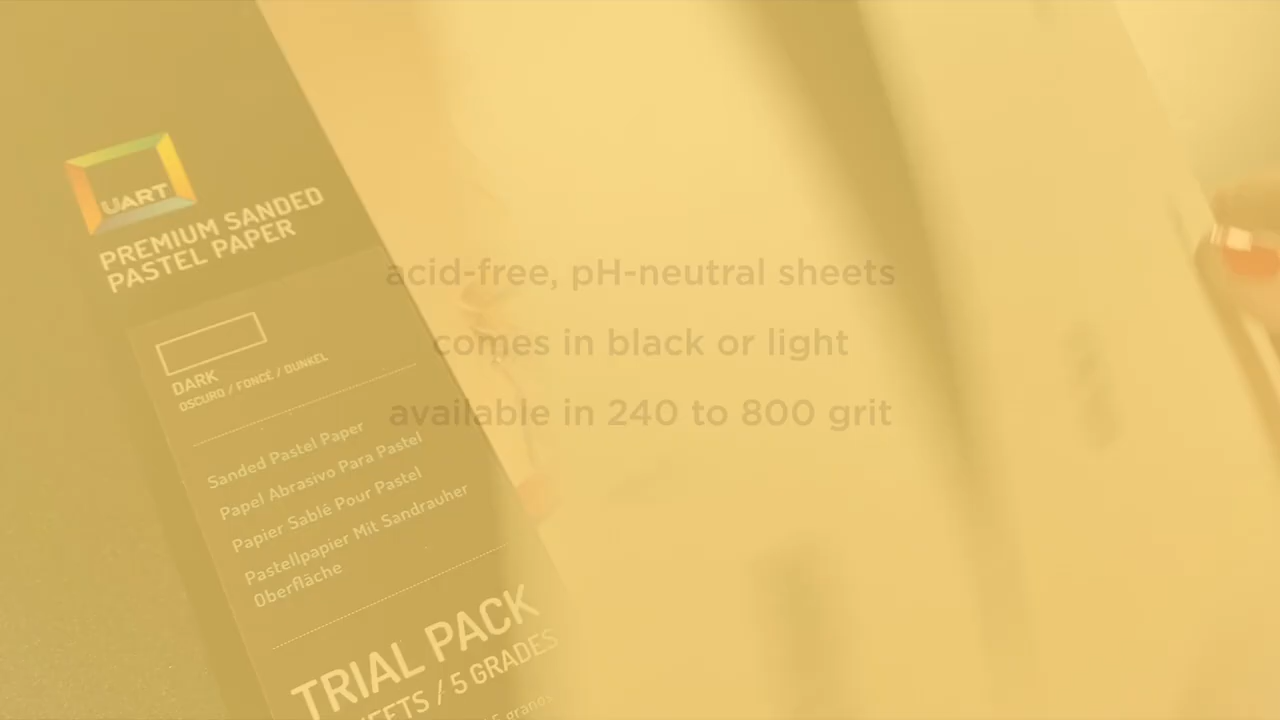 UART
PREMIUM SANDED
PASTEL PAPER
acid-free, pH-neutral sheets
comes in black or light
available in 240 to 800 grit
DARK
OSCURO / FONCÉ / DUNKEL
Sanded Pastel Paper
Papel Abrasivo Para Pastel
Papier Sablé Pour Pastel
Pastellpapier Mit Sandrauher
Oberfläche
TRIAL PACK
/ 5 GRADES